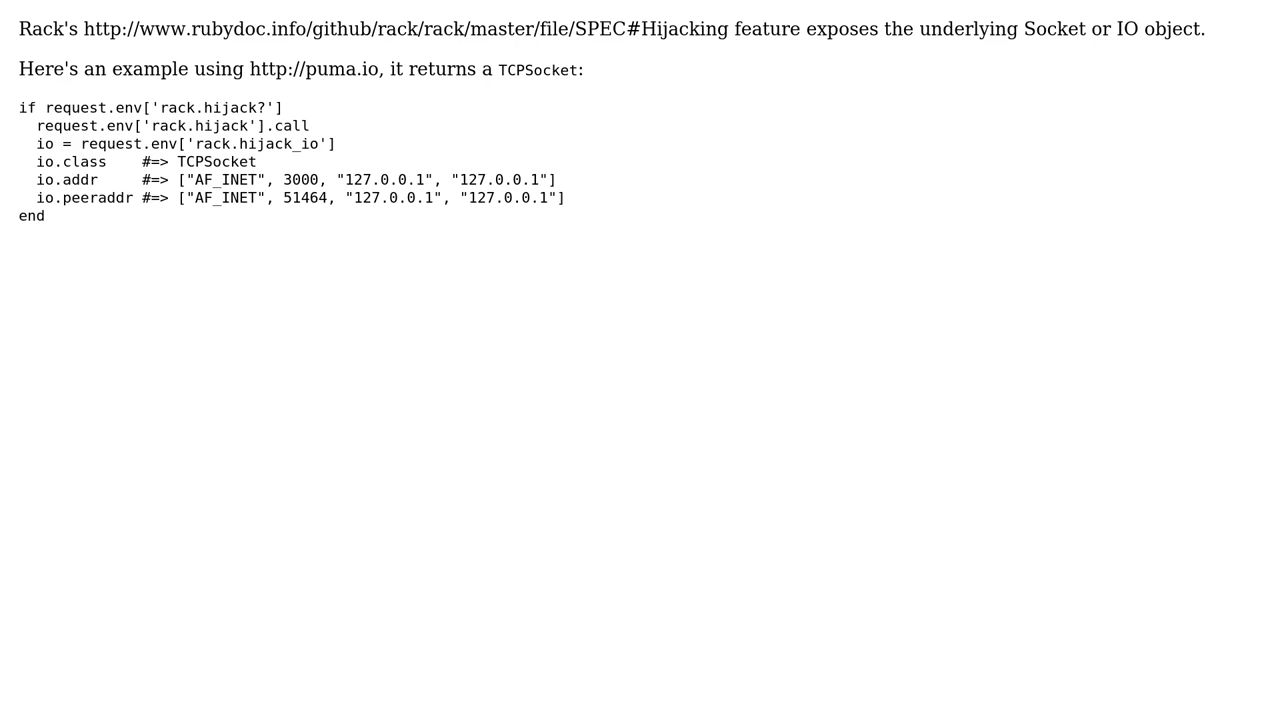 Rack's http://www.rubydoc.info/github/rack/rack/master/file/SPEC#Hijacking feature exposes the underlying Socket or IO object.
Here's an example using http://puma.io, it returns a TCPSocket:
if request.env['rack.hijack?']
  request.env['rack.hijack'].call
  io = request.env['rack.hijack_io']
  io.class    #=> TCPSocket
  io.addr     #=> ["AF_INET", 3000, "127.0.0.1", "127.0.0.1"]
  io.peeraddr #=> ["AF_INET", 51464, "127.0.0.1", "127.0.0.1"]
end